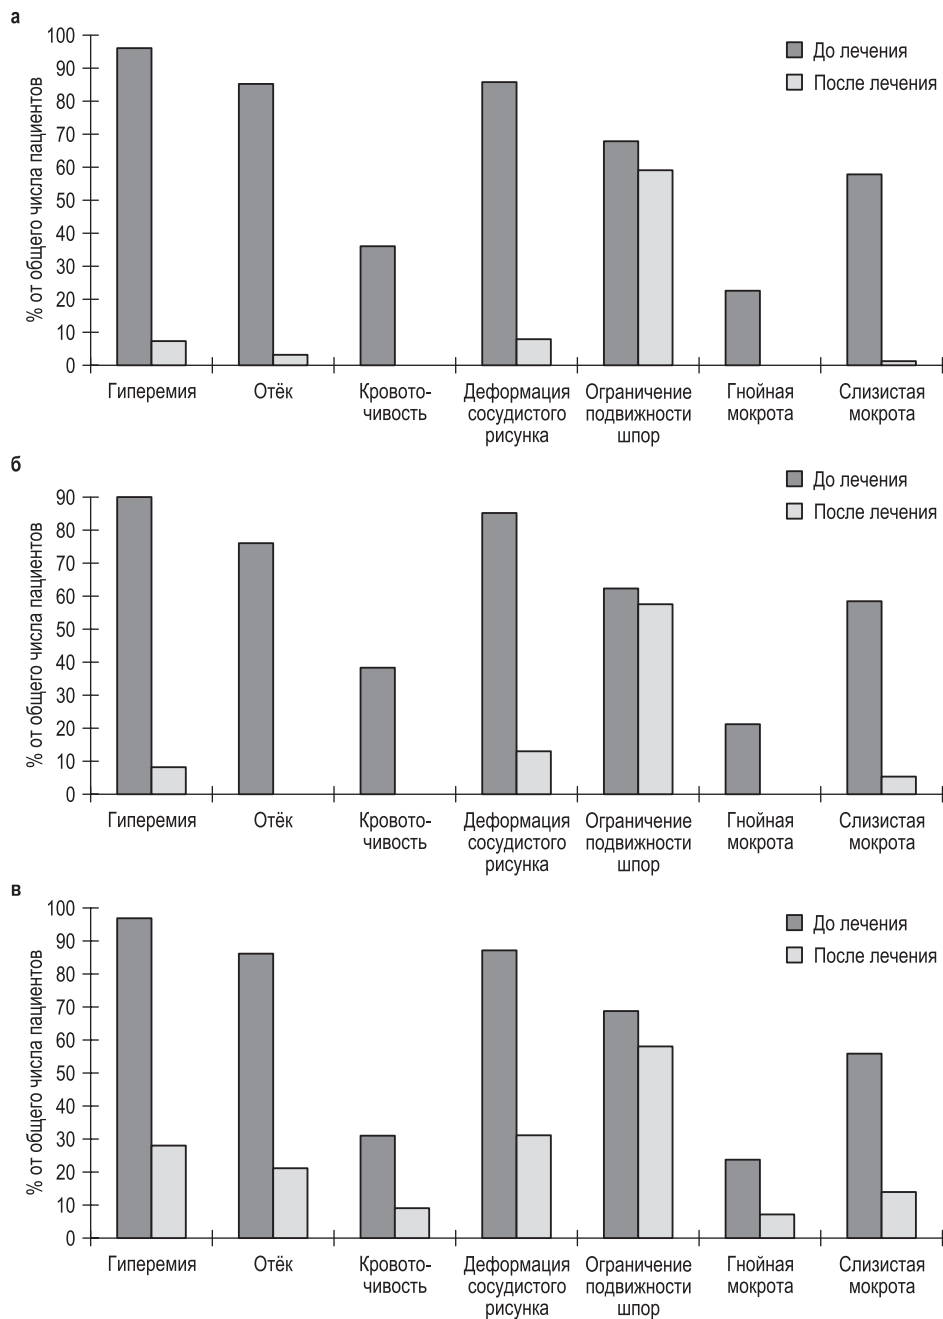 а
% от общего числа пациентов
100
90
80
70
60
50
40
30
20
10
0
До лечения
После лечения
Гиперемия
Отёк
Кровото-
чивость
Деформация
сосудистого
рисунка
Ограничение
подвижности
шпор
Гнойная
мокрота
Слизистая
мокрота
б
% от общего числа пациентов
90
80
70
60
50
40
30
20
10
0
До лечения
После лечения
Гиперемия
Отёк
Кровото-
чивость
Деформация
сосудистого
рисунка
Ограничение
подвижности
шпор
Гнойная
мокрота
Слизистая
мокрота
в
% от общего числа пациентов
100
90
80
70
60
50
40
30
20
10
0
До лечения
После лечения
Гиперемия
Отёк
Кровото-
чивость
Деформация
сосудистого
рисунка
Ограничение
подвижности
шпор
Гнойная
мокрота
Слизистая
мокрота